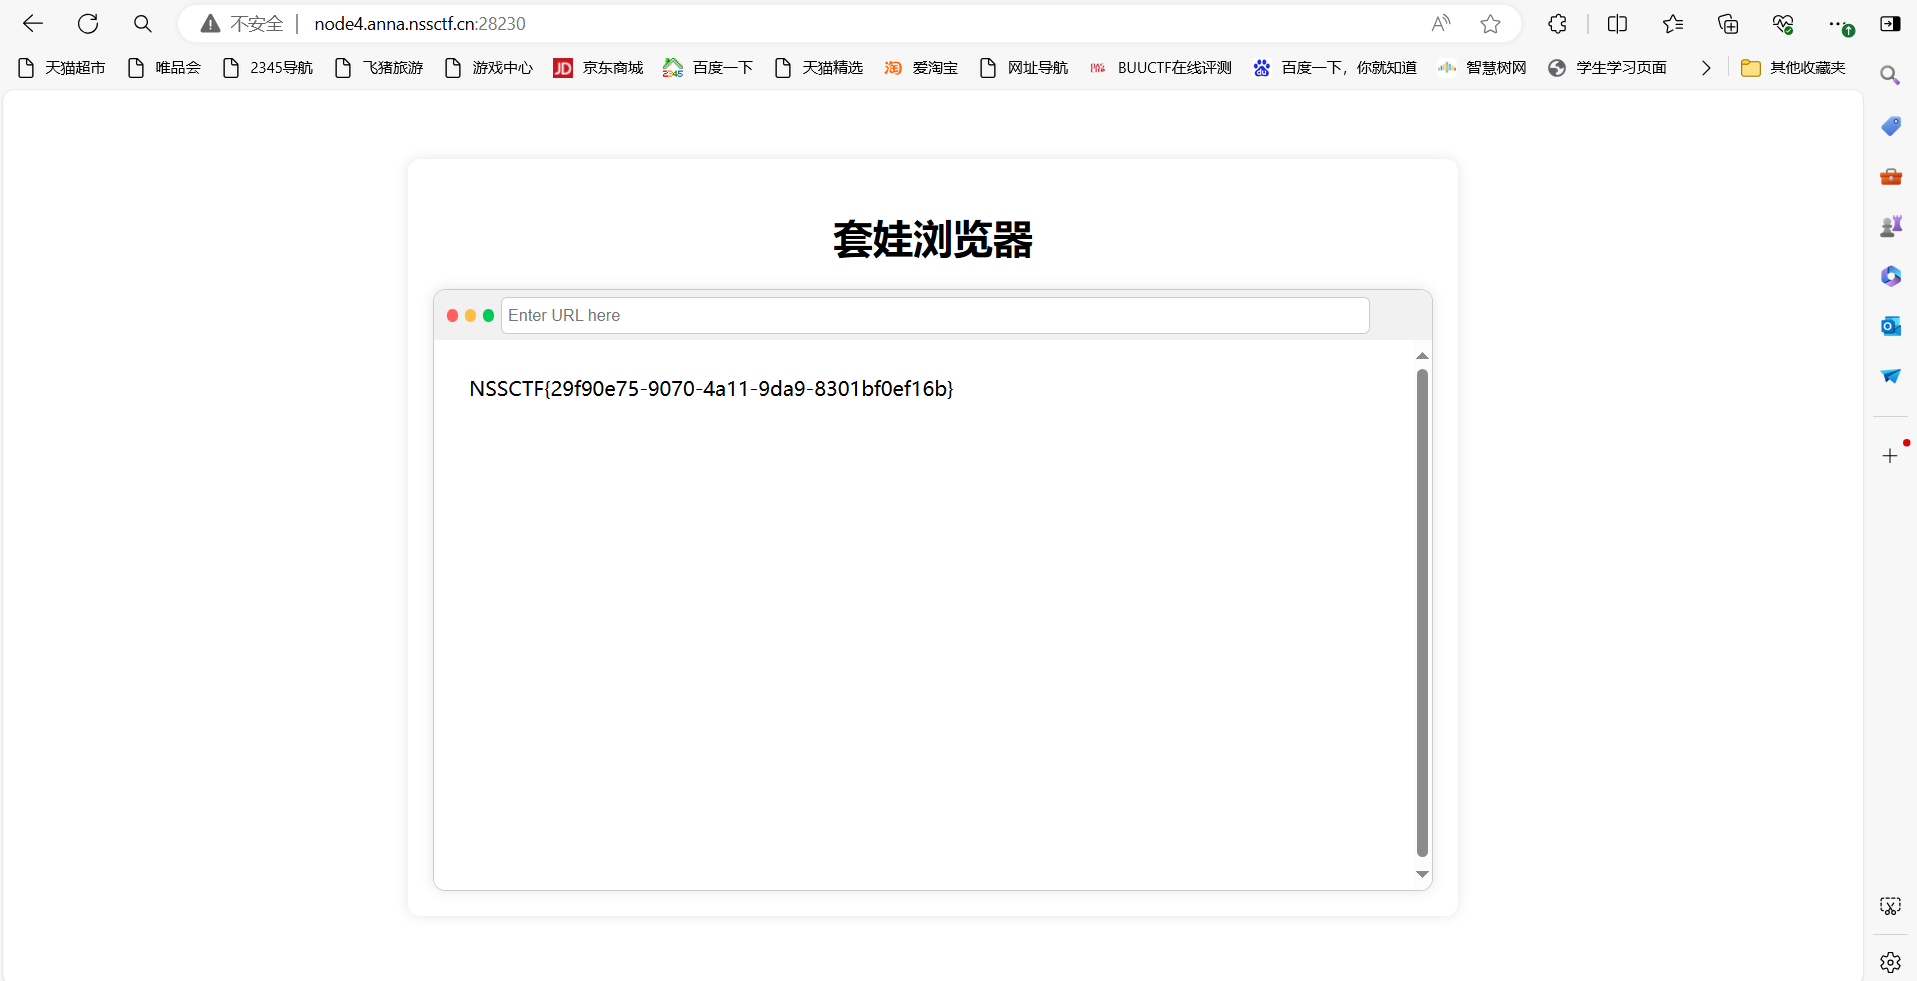 不安全 node4.anna.nssctf.cn:28230
天猫超市 唯品会 2345导航 飞猪旅游 游戏中心 JD 京东商城 2345 百度一下 天猫精选 淘 爱淘宝 网址导航 BUUCTF在线评测 百度一下，你就知道 智慧树网 学生学习页面 其他收藏夹
套娃浏览器
Enter URL here
NSSCTF{29f90e75-9070-4a11-9da9-8301bf0ef16b}